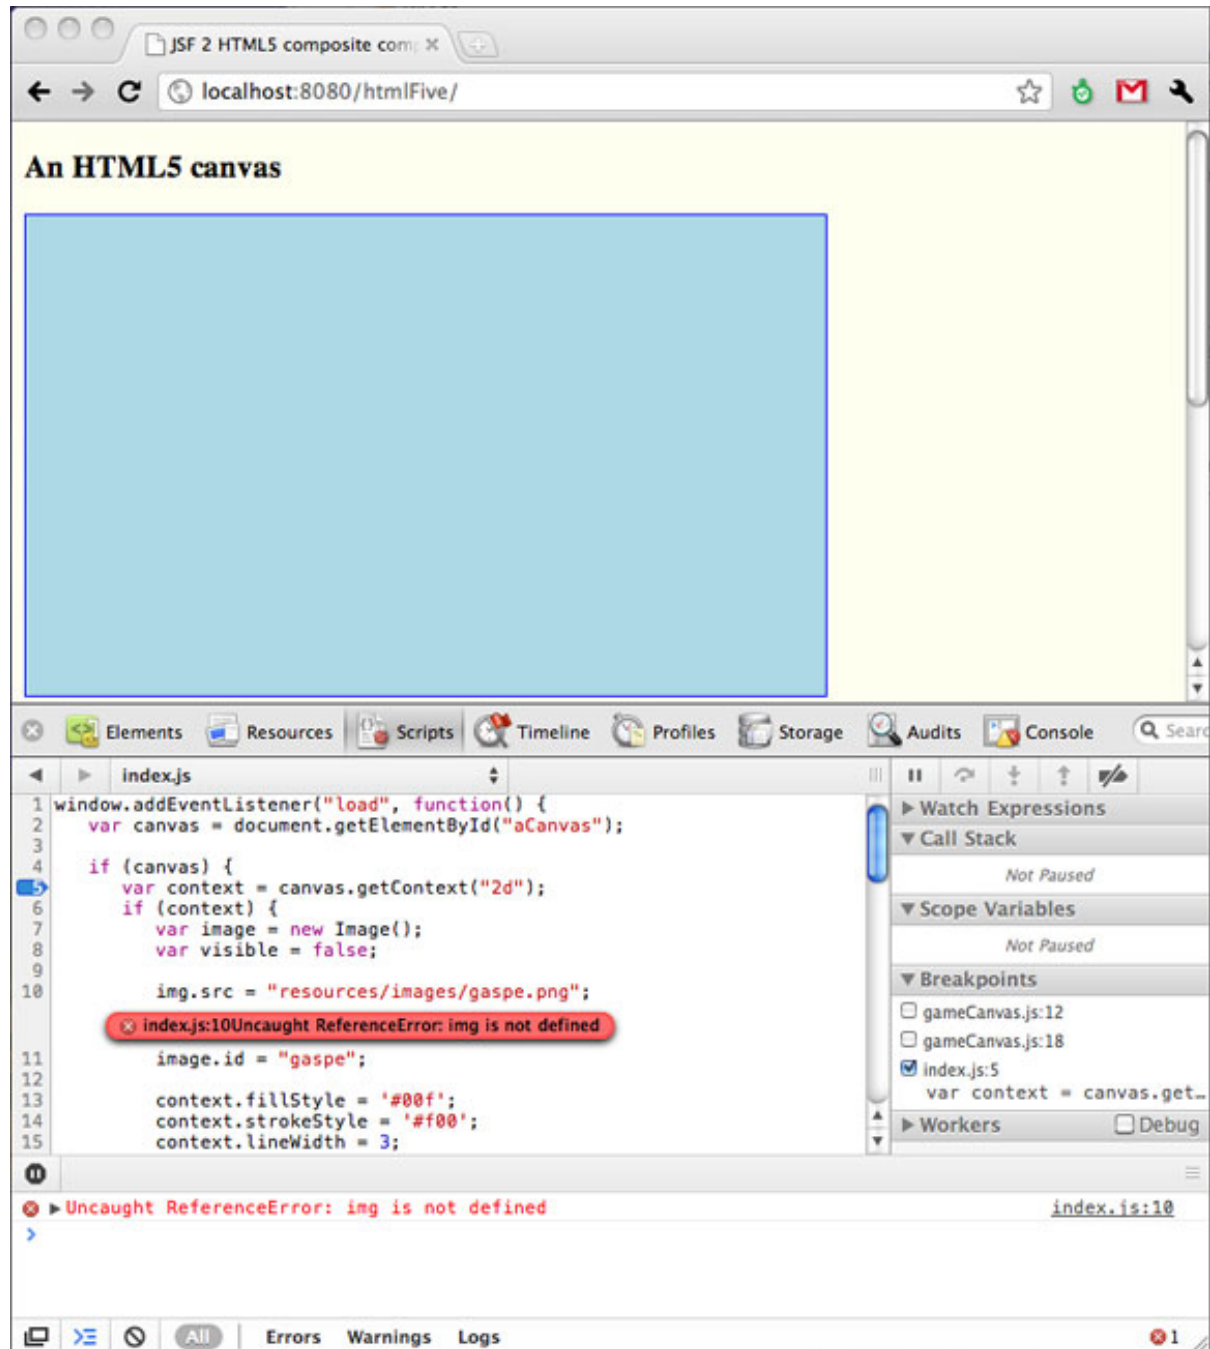 JSF 2 HTML5 composite com
localhost:8080/htmlFive/
An HTML5 canvas
Elements Resources Scripts Timeline Profiles Storage Audits Console Searc
index.js
1 window.addEventListener("load", function() {
2 var canvas = document.getElementById("aCanvas");
3
4 if (canvas) {
5 var context = canvas.getContext("2d");
6 if (context) {
7 var image = new Image();
8 var visible = false;
9
10 img.src = "resources/images/gaspe.png";
index.js:10Uncaught ReferenceError: img is not defined
11 image.id = "gaspe";
12
13 context.fillStyle = '#00f';
14 context.strokeStyle = '#f00';
15 context.lineWidth = 3;
Watch Expressions
Call Stack
Not Paused
Scope Variables
Not Paused
Breakpoints
gameCanvas.js:12
gameCanvas.js:18
index.js:5
var context = canvas.get…
Workers Debug
Uncaught ReferenceError: img is not defined index.js:10
All Errors Warnings Logs 1